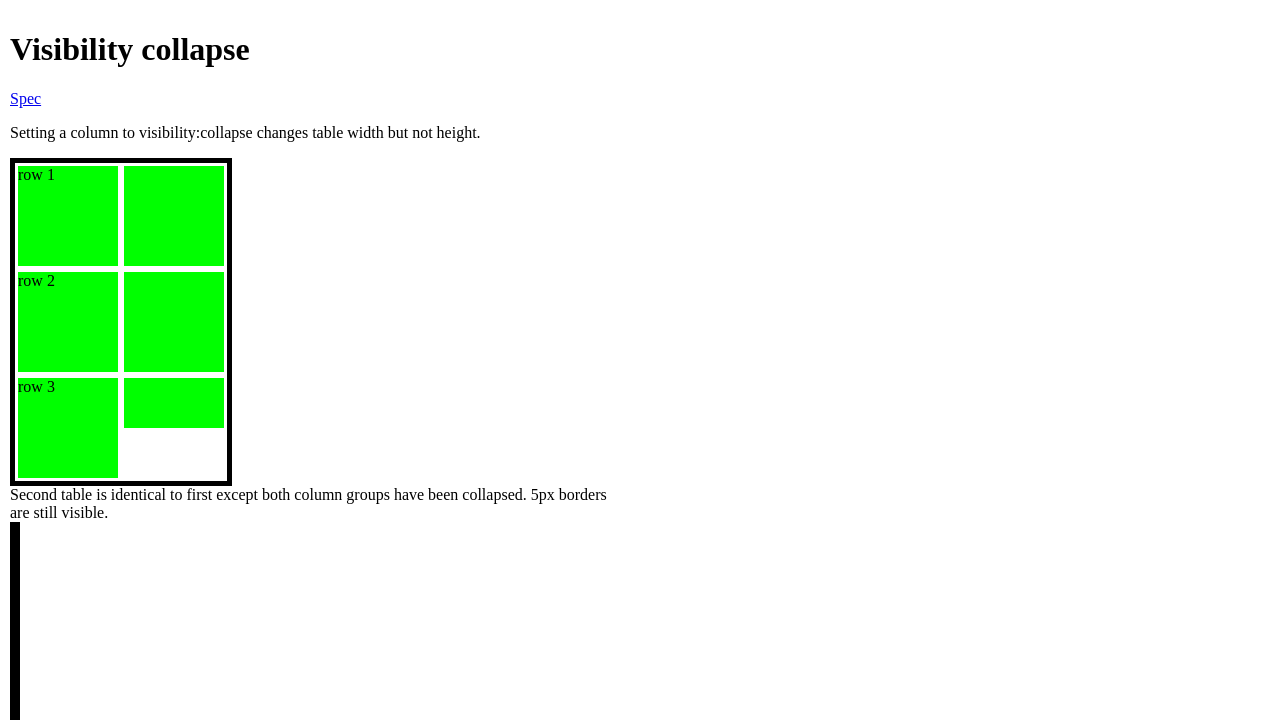 Visibility collapse
Spec
Setting a column to visibility:collapse changes table width but not height.
row 1
row 2
row 3
Second table is identical to first except both column groups have been collapsed. 5px borders
are still visible.